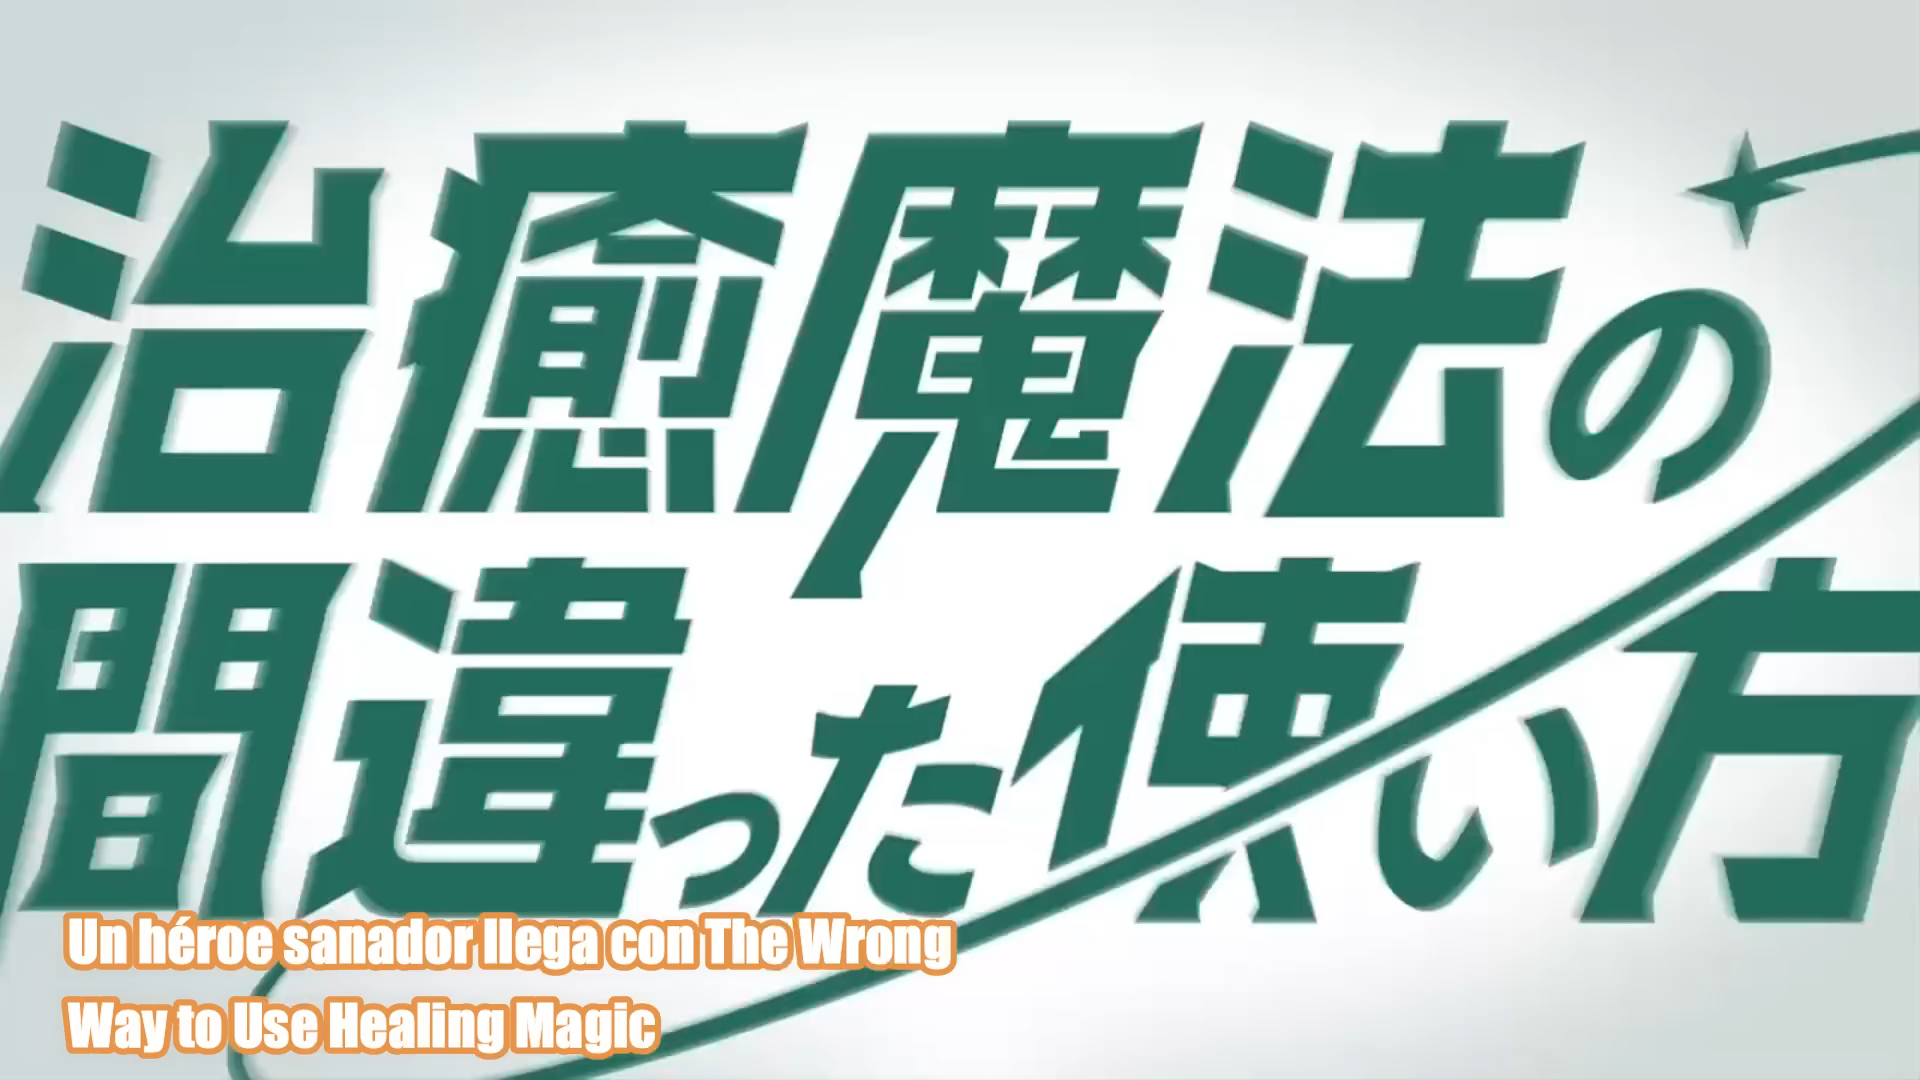 治癒魔法の
間違った使い方
Un héroe sanador llega con The Wrong
Way to Use Healing Magic